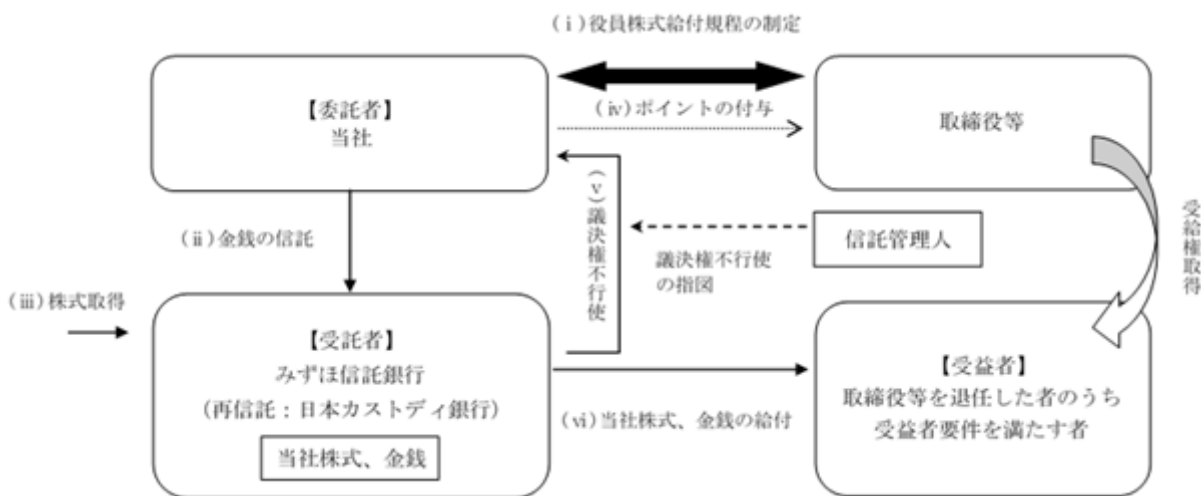 (ⅰ)役員株式給付規程の制定
【委託者】
当社
(ⅳ)ポイントの付与
取締役等
(ⅱ)金銭の信託
(ⅴ)議決権不行使
議決権不行使
の指図
信託管理人
受給権取得
(ⅲ)株式取得
【受託者】
みずほ信託銀行
(再信託：日本カストディ銀行)
当社株式、金銭
(ⅵ)当社株式、金銭の給付
【受益者】
取締役等を退任した者のうち
受益者要件を満たす者